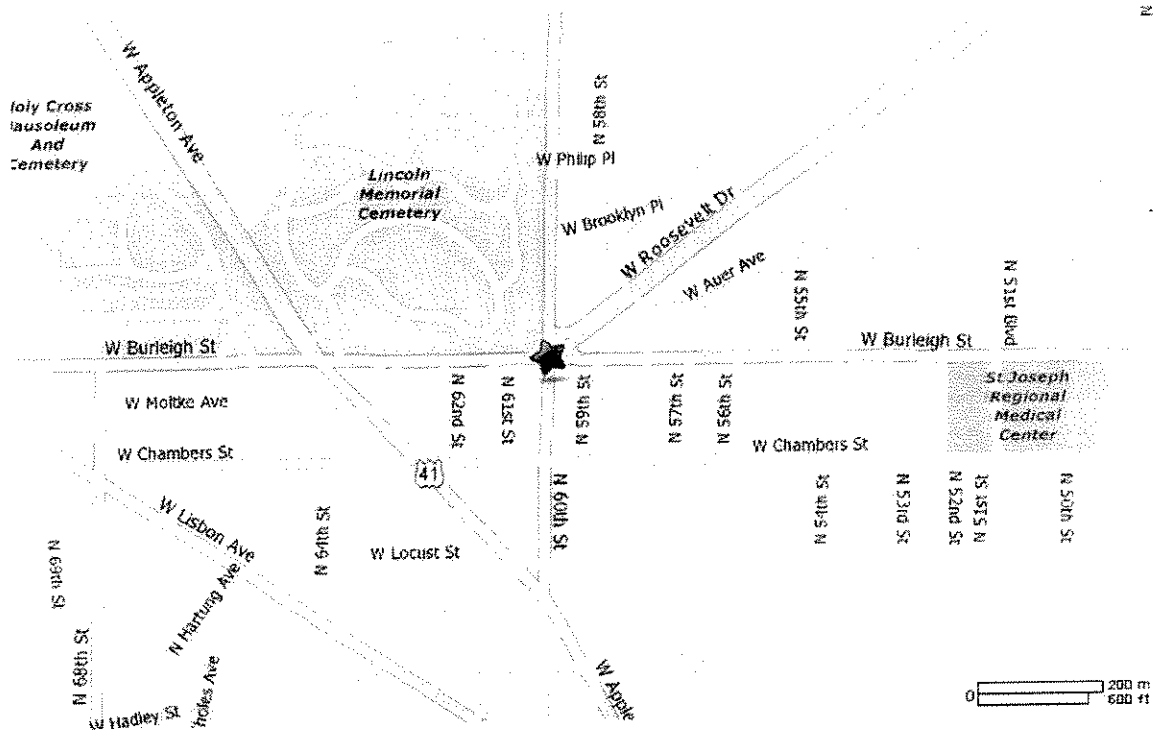 N
W Appleton Ave
Holy Cross
Mausoleum
And
Cemetery
N 58th St
W Philip Pl
Lincoln
Memorial
Cemetery
W Brooklyn Pl
W Roosevelt Dr
W Auer Ave
N 55th St
N 51st Blvd
W Burleigh St
W Burleigh St
W Moltke Ave
N 62nd St
N 61st St
N 59th St
N 57th St
N 56th St
St Joseph
Regional
Medical
Center
W Chambers St
W Chambers St
41
N 60th St
N 54th St
N 53rd St
N 52nd St
N 51st St
N 50th St
W Lisbon Ave
N 64th St
W Locust St
N 69th St
N Hartung Ave
N 68th St
holes Ave
W Hadley St
W Apple
0
200 m
600 ft